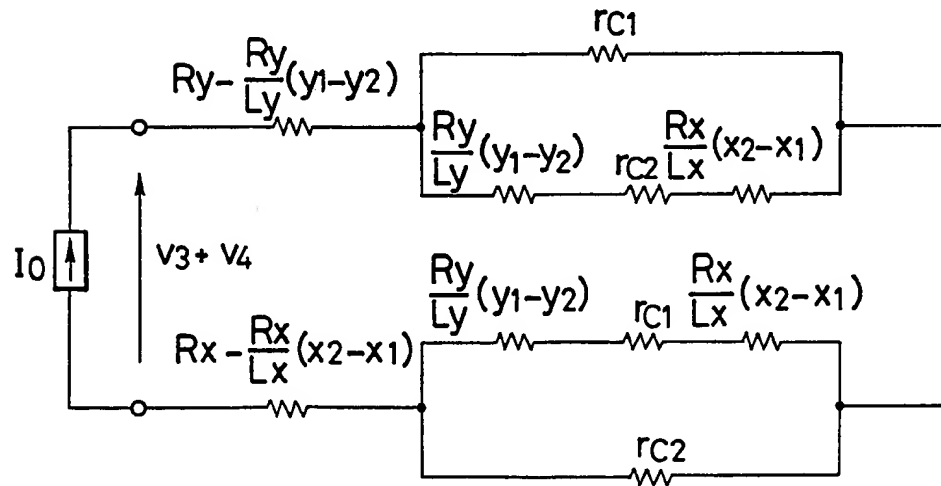 rC1
Ry-Ry/Ly(y1-y2)
Ry/Ly(y1-y2) rC2 Rx/Lx(x2-x1)
I0
v3+ v4
Ry/Ly(y1-y2) rC1 Rx/Lx(x2-x1)
Rx-Rx/Lx(x2-x1)
rC2